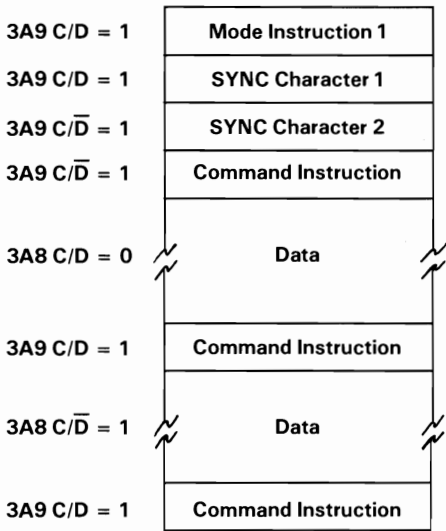 3A9 C/D = 1 Mode Instruction 1
3A9 C/D = 1 SYNC Character 1
3A9 C/D̅ = 1 SYNC Character 2
3A9 C/D̅ = 1 Command Instruction
3A8 C/D = 0 Data
3A9 C/D = 1 Command Instruction
3A8 C/D̅ = 1 Data
3A9 C/D = 1 Command Instruction